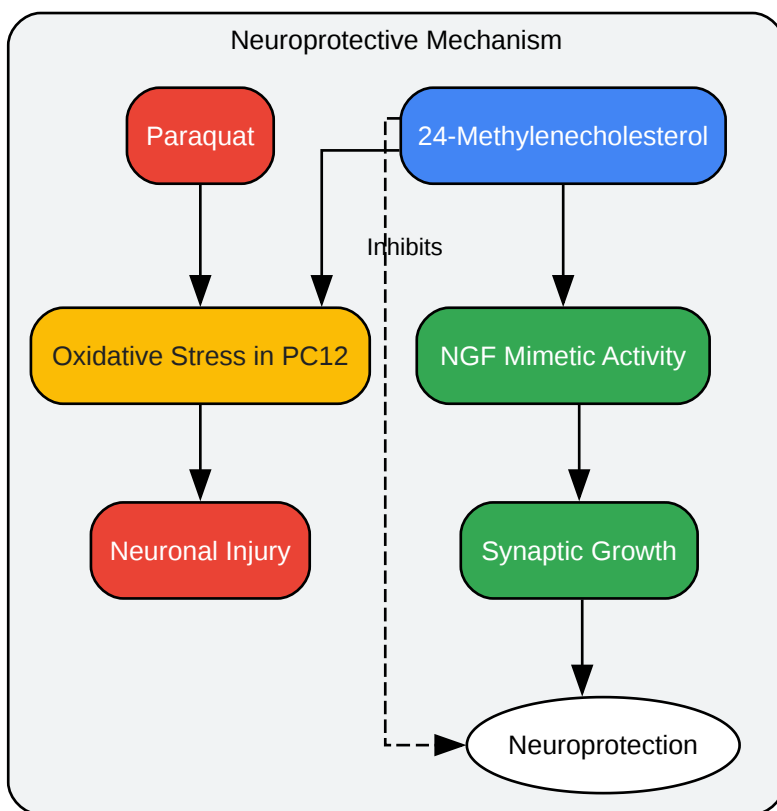 Neuroprotective Mechanism
Paraquat
24-Methylenecholesterol
Inhibits
Oxidative Stress in PC12
NGF Mimetic Activity
Neuronal Injury
Synaptic Growth
Neuroprotection